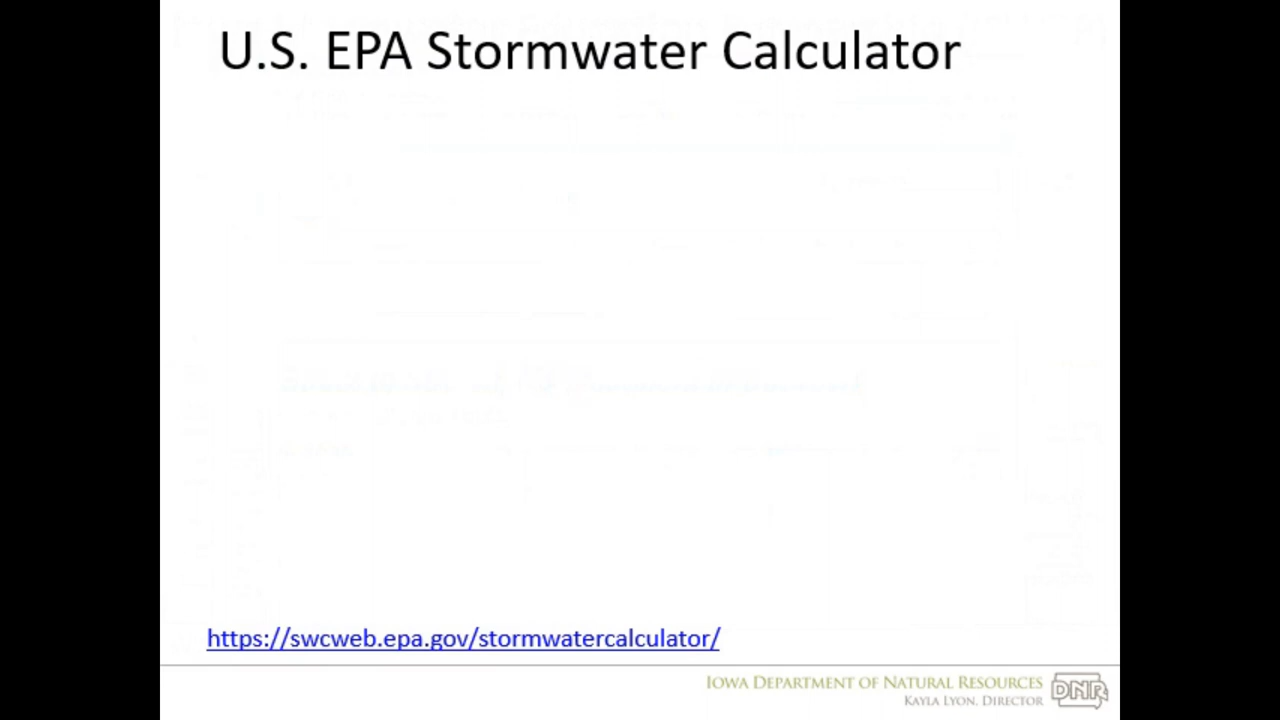 U.S. EPA Stormwater Calculator
https://swcweb.epa.gov/stormwatercalculator/
IOWA DEPARTMENT OF NATURAL RESOURCES
KAYLA LYON, DIRECTOR
DNR